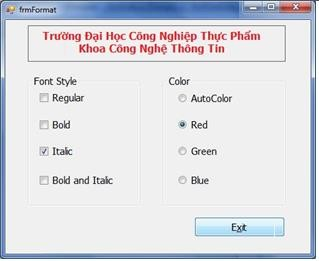 frmFormat
Trường Đại Học Công Nghiệp Thực Phẩm
Khoa Công Nghệ Thông Tin
Font Style
Regular
Bold
Italic
Bold and Italic
Color
AutoColor
Red
Green
Blue
Exit